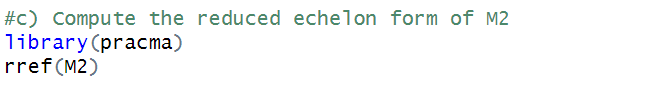 #c) Compute the reduced echelon form of M2
library(pracma)
rref(M2)